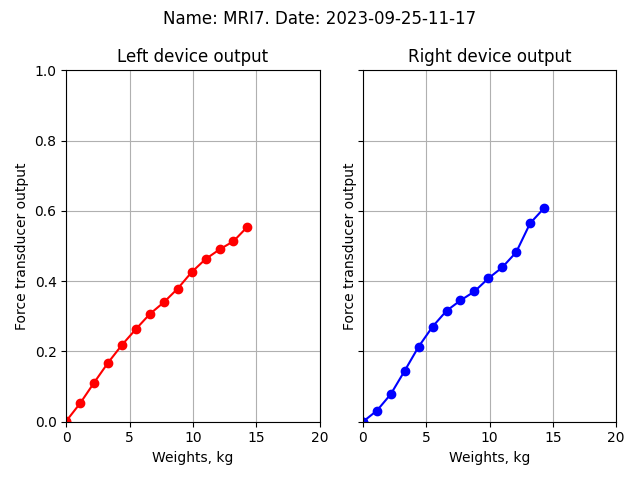 Name: MRI7. Date: 2023-09-25-11-17
Left device output
Right device output
1.0
0.8
0.6
0.4
0.2
0.0
Force transducer output
Force transducer output
0 5 10 15 20
0 5 10 15 20
Weights, kg
Weights, kg